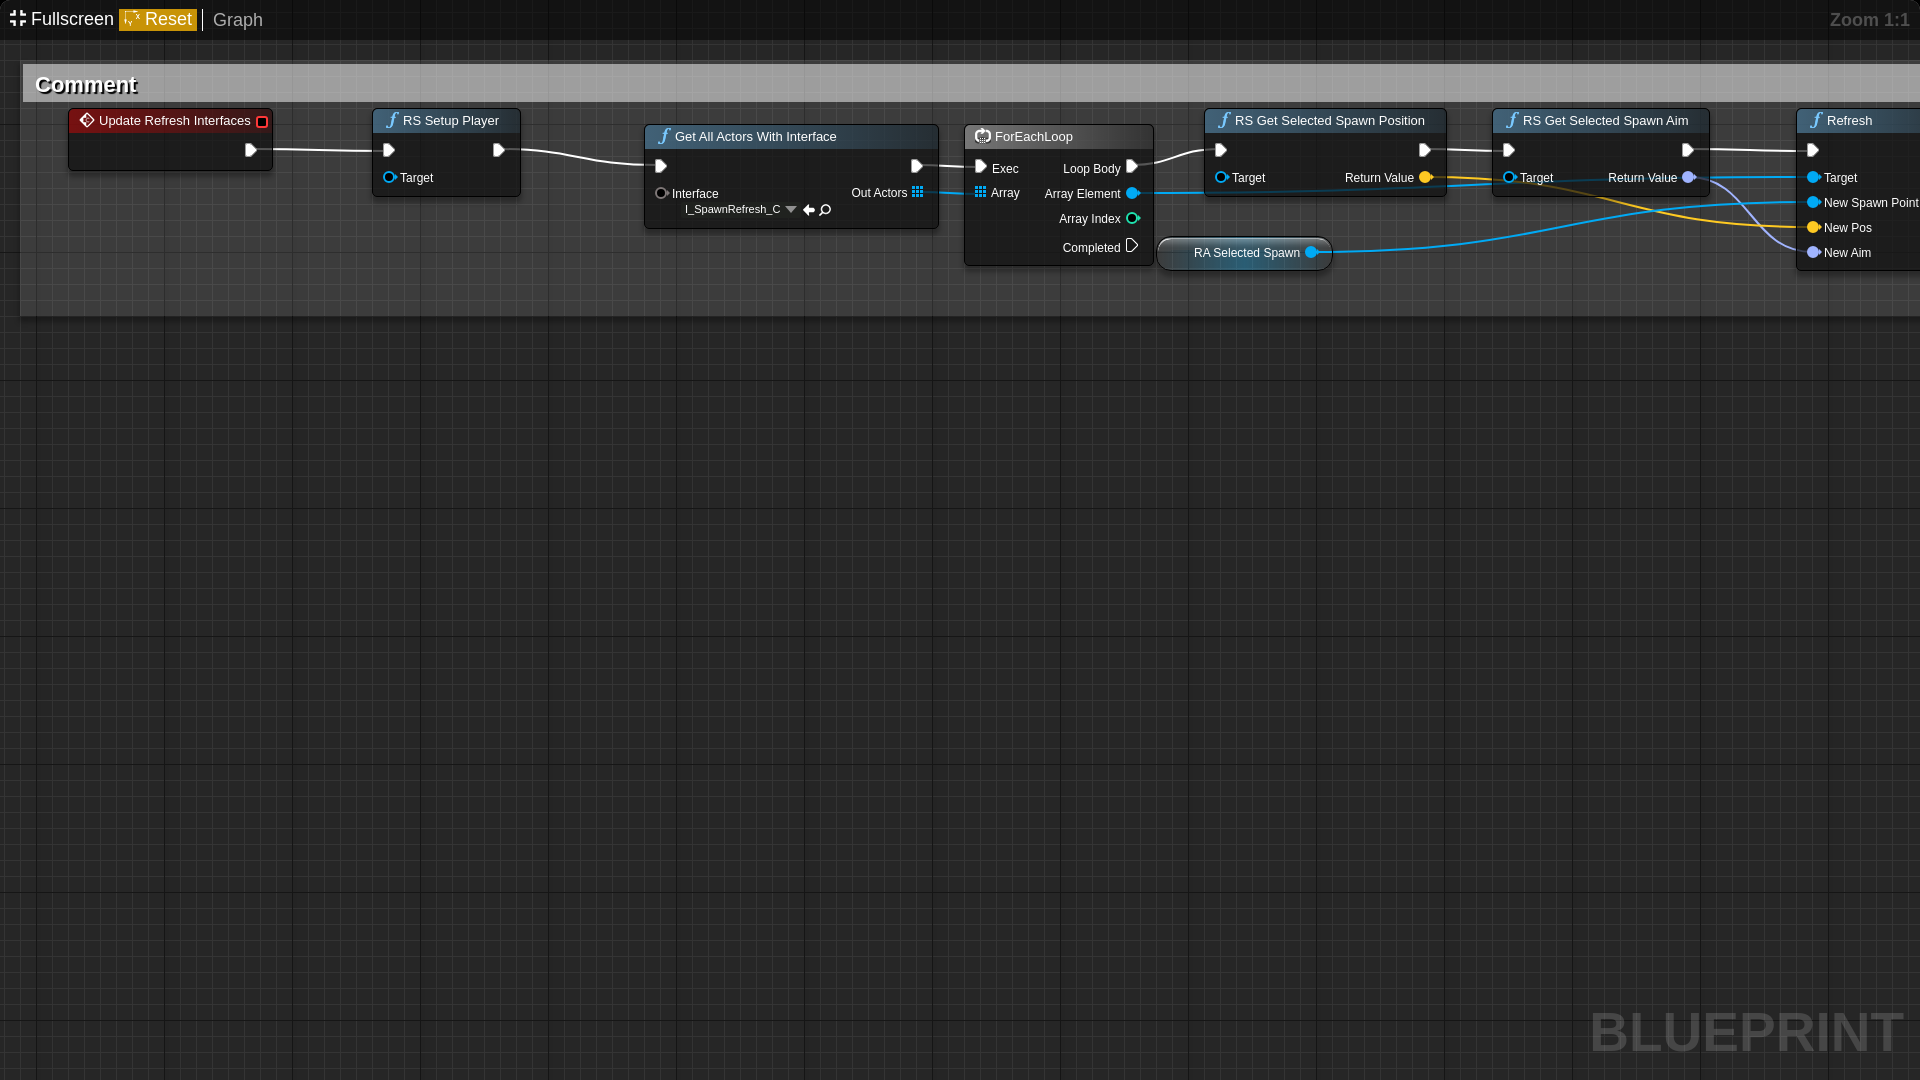 Fullscreen Reset Graph Zoom 1:1
Comment
Update Refresh Interfaces
RS Setup Player
Target
Get All Actors With Interface
Interface
I_SpawnRefresh_C
Out Actors
ForEachLoop
Exec
Loop Body
Array
Array Element
Array Index
Completed
RA Selected Spawn
RS Get Selected Spawn Position
Target
Return Value
RS Get Selected Spawn Aim
Target
Return Value
Refresh
Target
New Spawn Point
New Pos
New Aim
BLUEPRINT